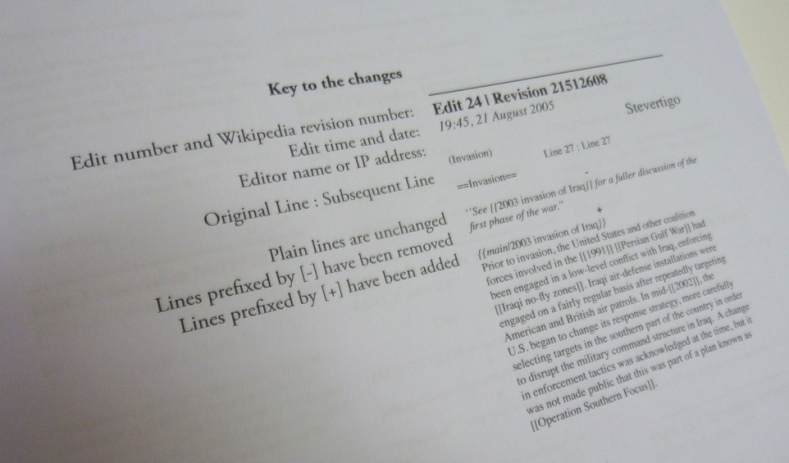 Key to the changes
Edit number and Wikipedia revision number:
Edit time and date:
Editor name or IP address:
Original Line : Subsequent Line
Plain lines are unchanged
Lines prefixed by [-] have been removed
Lines prefixed by [+] have been added
Edit 24 | Revision 21512608
19:45, 21 August 2005
Stevertigo
(Invasion)
Line 27 : Line 27
==Invasion==
-
''See [[2003 invasion of Iraq]] for a fuller discussion of the
first phase of the war.''
+
{{main|2003 invasion of Iraq}}
Prior to invasion, the United States and other coalition
forces involved in the [[1991]] [[Persian Gulf War]] had
been engaged in a low-level conflict with Iraq, enforcing
[[Iraqi no-fly zones]]. Iraqi air-defense installations were
engaged on a fairly regular basis after repeatedly targeting
American and British air patrols. In mid-[[2002]], the
U.S. began to change its response strategy, more carefully
selecting targets in the southern part of the country in order
to disrupt the military command structure in Iraq. A change
in enforcement tactics was acknowledged at the time, but it
was not made public that this was part of a plan known as
[[Operation Southern Focus]].